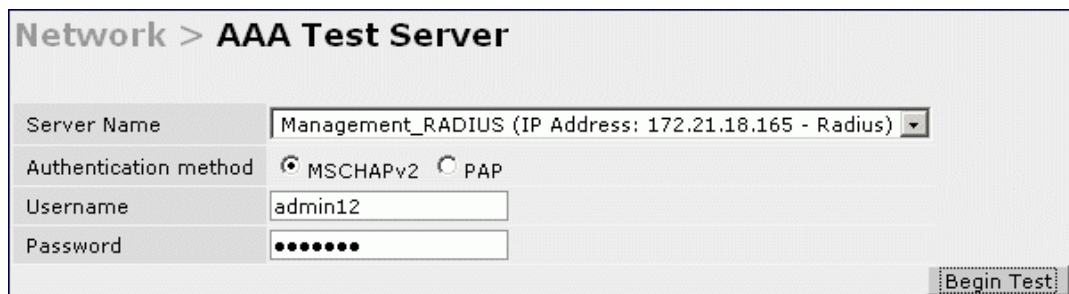 Network > AAA Test Server
Server Name Management_RADIUS (IP Address: 172.21.18.165 - Radius)
Authentication method MSCHAPv2 PAP
Username admin12
Password •••••••
Begin Test